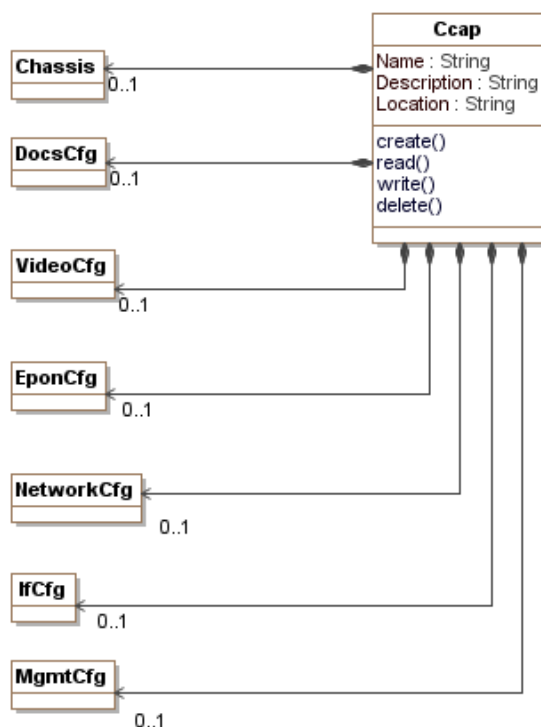 Ccap
Name : String
Description : String
Location : String
create()
read()
write()
delete()
Chassis
0..1
DocsCfg
0..1
VideoCfg
0..1
EponCfg
0..1
NetworkCfg
0..1
IfCfg
0..1
MgmtCfg
0..1